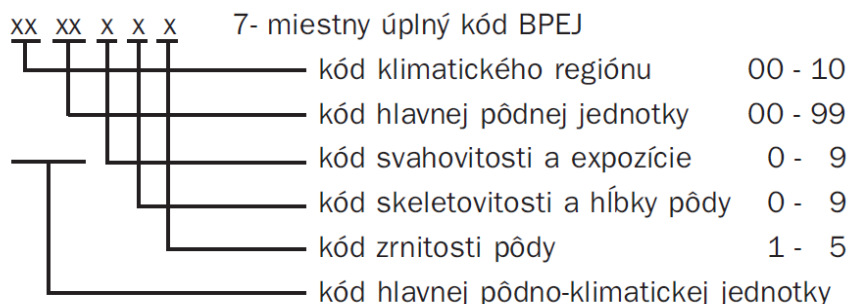 xx xx x x x 7- miestny úplný kód BPEJ
kód klimatického regiónu 00 - 10
kód hlavnej pôdnej jednotky 00 - 99
kód svahovitosti a expozície 0 - 9
kód skeletovitosti a hĺbky pôdy 0 - 9
kód zrnitosti pôdy 1 - 5
kód hlavnej pôdno-klimatickej jednotky